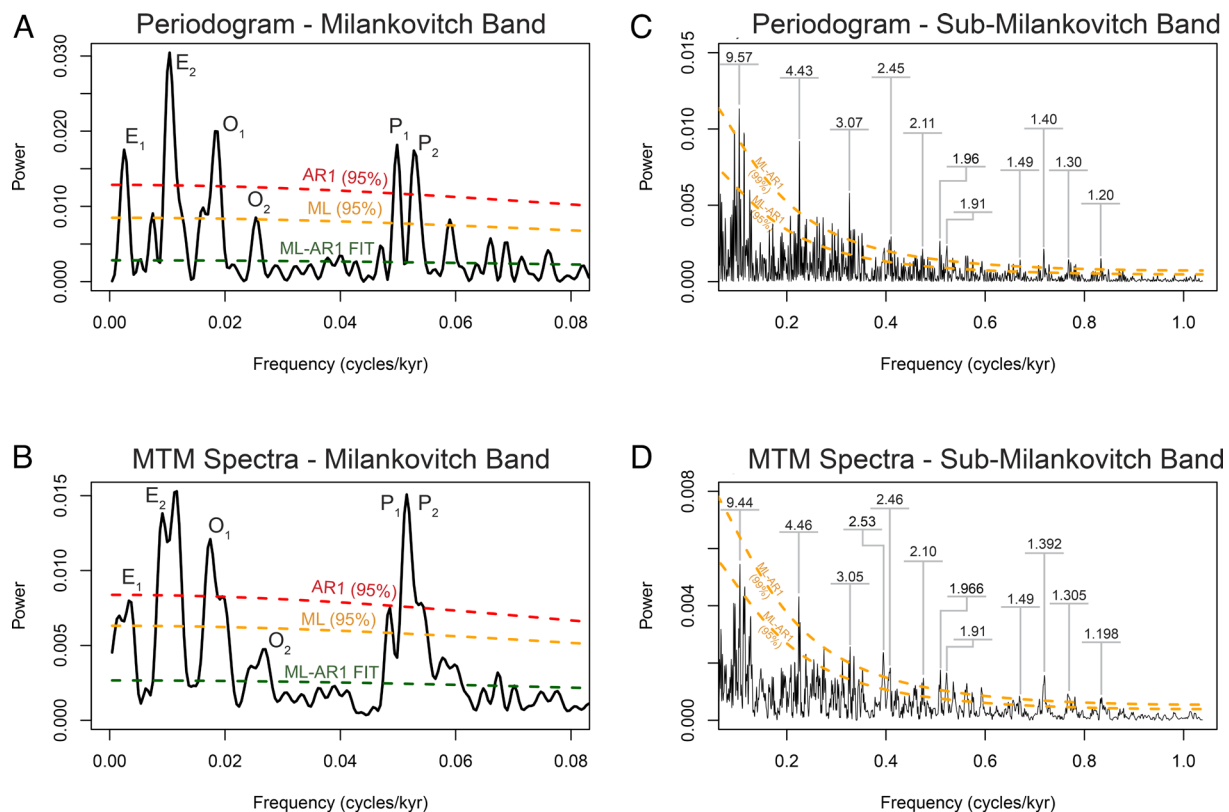 A
Periodogram - Milankovitch Band
Power
0.030
0.020
0.010
0.000
E1
E2
O1
O2
P1
P2
AR1 (95%)
ML (95%)
ML-AR1 FIT
0.00
0.02
0.04
0.06
0.08
Frequency (cycles/kyr)
C
Periodogram - Sub-Milankovitch Band
Power
0.015
0.010
0.005
0.000
9.57
4.43
3.07
2.45
2.11
1.96
1.91
1.49
1.40
1.30
1.20
ML-AR1
(99%)
ML-AR1
(95%)
0.2
0.4
0.6
0.8
1.0
Frequency (cycles/kyr)
B
MTM Spectra - Milankovitch Band
Power
0.015
0.010
0.005
0.000
E1
E2
O1
O2
P1
P2
AR1 (95%)
ML (95%)
ML-AR1 FIT
0.00
0.02
0.04
0.06
0.08
Frequency (cycles/kyr)
D
MTM Spectra - Sub-Milankovitch Band
Power
0.008
0.004
0.000
9.44
4.46
3.05
2.53
2.46
2.10
1.966
1.91
1.49
1.392
1.305
1.198
ML-AR1
(99%)
ML-AR1
(95%)
0.2
0.4
0.6
0.8
1.0
Frequency (cycles/kyr)